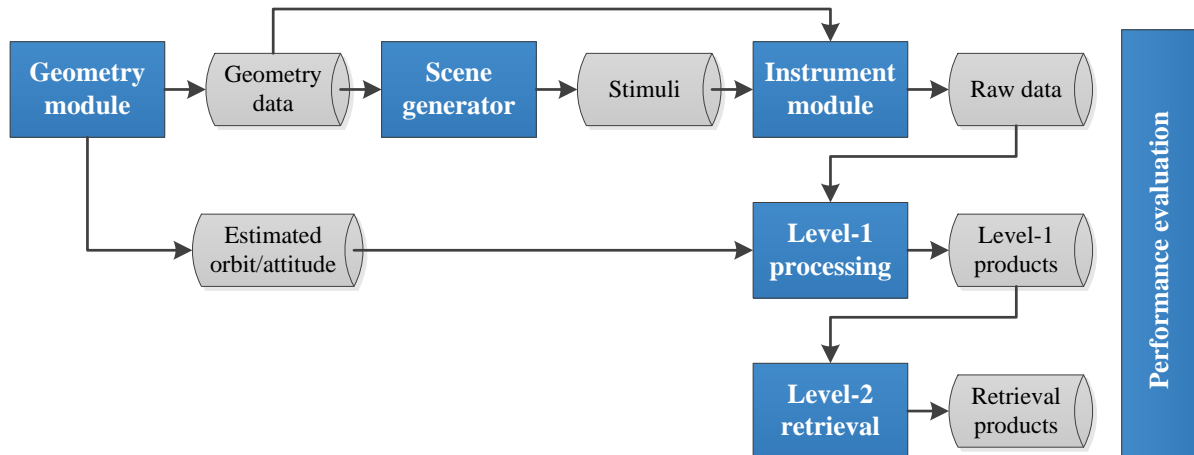 Geometry
module
Geometry
data
Scene
generator
Stimuli
Instrument
module
Raw data
Estimated
orbit/attitude
Level-1
processing
Level-1
products
Level-2
retrieval
Retrieval
products
Performance evaluation